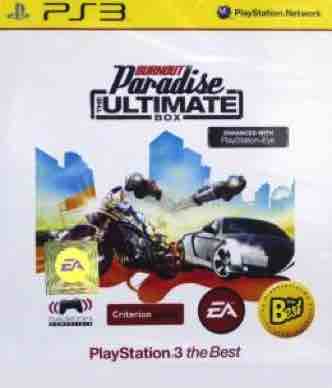 PS3
PlayStation®Network
BURNOUT
Paradise
THE ULTIMATE
BOX
ENHANCED WITH
PlayStation®Eye
EA
Criterion
EA
the Best
PlayStation®3 the Best